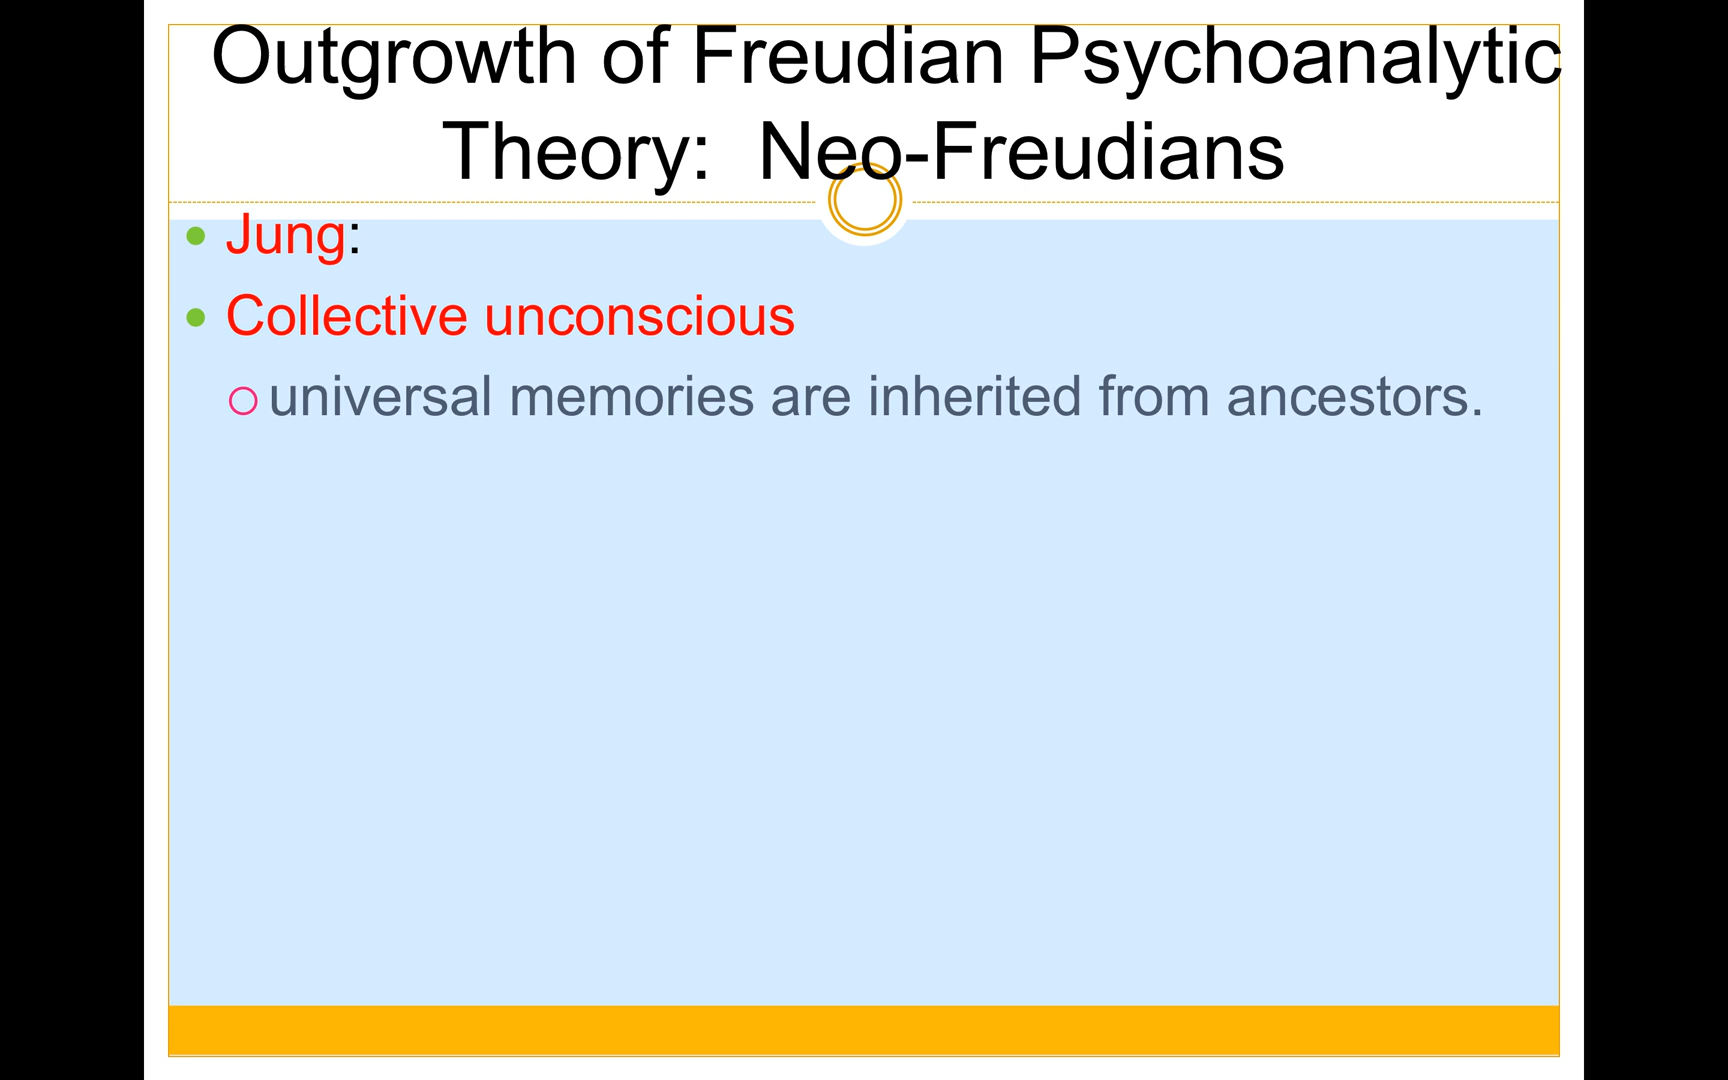 Outgrowth of Freudian Psychoanalytic
Theory:  Neo-Freudians
Jung:
Collective unconscious
universal memories are inherited from ancestors.